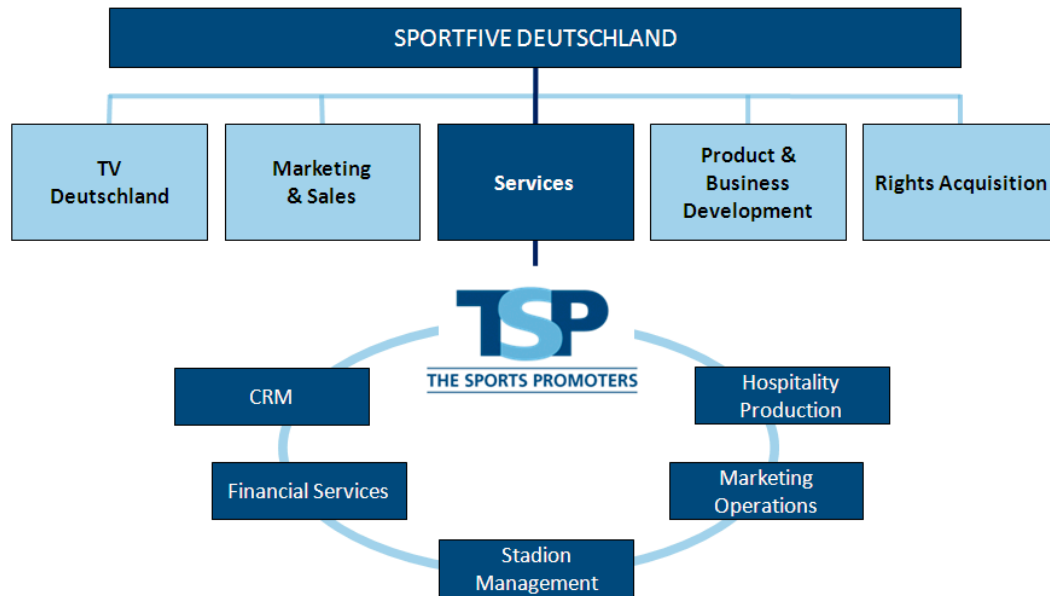 SPORTFIVE DEUTSCHLAND
TV
Deutschland
Marketing
& Sales
Services
Product &
Business
Development
Rights Acquisition
TSP
THE SPORTS PROMOTERS
CRM
Hospitality
Production
Financial Services
Marketing
Operations
Stadion
Management